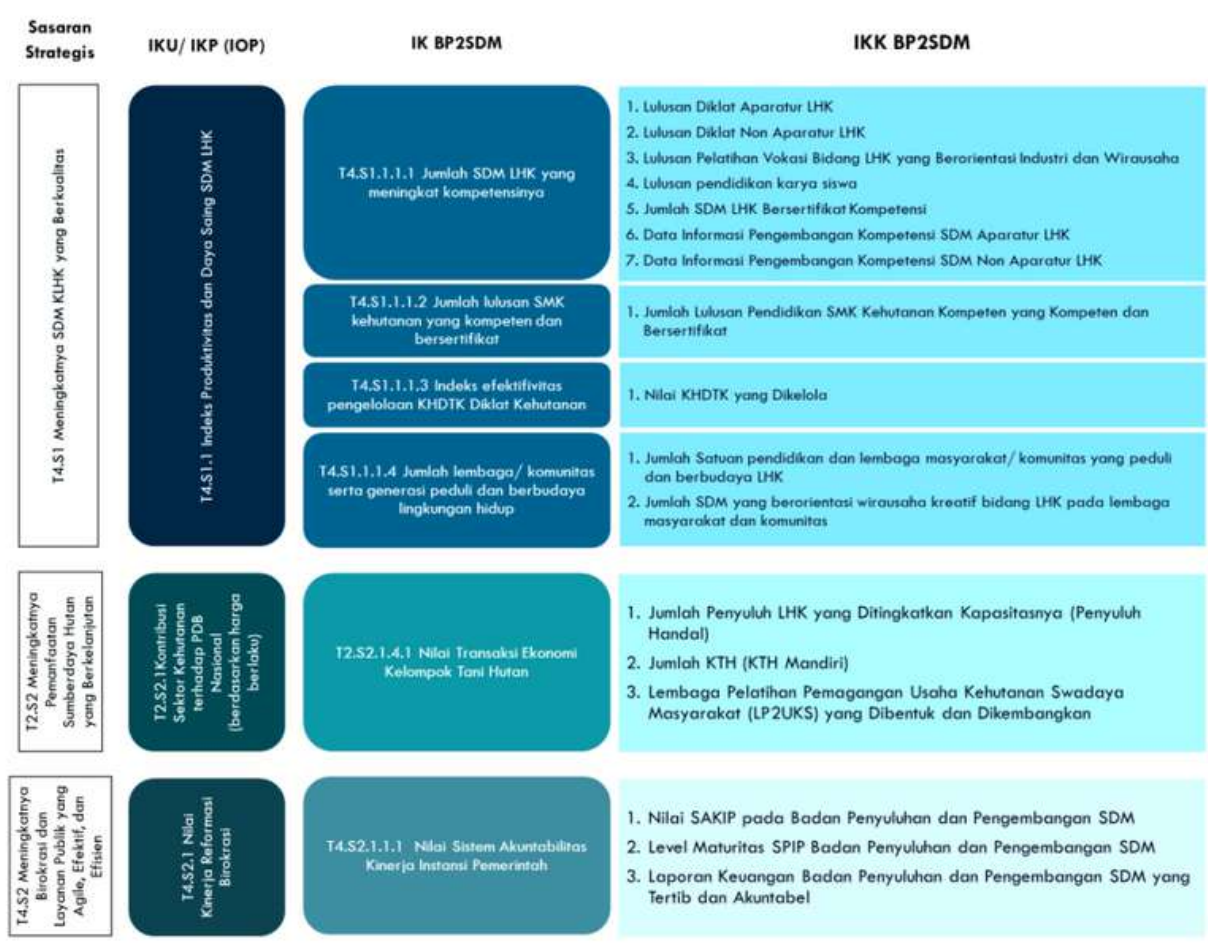 Sasaran
Strategis
IKU/ IKP (IOP)
IK BP2SDM
IKK BP2SDM
T4.S1 Meningkatnya SDM KLHK yang Berkualitas
T4.S1.1 Indeks Produktivitas dan Daya Saing SDM LHK
T4.S1.1.1.1 Jumlah SDM LHK yang
meningkat kompetensinya
1. Lulusan Diklat Aparatur LHK
2. Lulusan Diklat Non Aparatur LHK
3. Lulusan Pelatihan Vokasi Bidang LHK yang Berorientasi Industri dan Wirausaha
4. Lulusan pendidikan karya siswa
5. Jumlah SDM LHK Bersertifikat Kompetensi
6. Data Informasi Pengembangan Kompetensi SDM Aparatur LHK
7. Data Informasi Pengembangan Kompetensi SDM Non Aparatur LHK
T4.S1.1.1.2 Jumlah lulusan SMK
kehutanan yang kompeten dan
bersertifikat
1. Jumlah Lulusan Pendidikan SMK Kehutanan Kompeten yang Kompeten dan
Bersertifikat
T4.S1.1.1.3 Indeks efektifivitas
pengelolaan KHDTK Diklat Kehutanan
1. Nilai KHDTK yang Dikelola
T4.S1.1.1.4 Jumlah lembaga/ komunitas
serta generasi peduli dan berbudaya
lingkungan hidup
1. Jumlah Satuan pendidikan dan lembaga masyarakat/ komunitas yang peduli
dan berbudaya LHK
2. Jumlah SDM yang berorientasi wirausaha kreatif bidang LHK pada lembaga
masyarakat dan komunitas
T2.S2 Meningkatnya
Pemanfaatan
Sumberdaya Hutan
yang Berkelanjutan
T2.S2.1Kontribusi
Sektor Kehutanan
terhadap PDB
Nasional
(berdasarkan harga
berlaku)
T2.S2.1.4.1 Nilai Transaksi Ekonomi
Kelompok Tani Hutan
1. Jumlah Penyuluh LHK yang Ditingkatkan Kapasitasnya (Penyuluh
Handal)
2. Jumlah KTH (KTH Mandiri)
3. Lembaga Pelatihan Pemagangan Usaha Kehutanan Swadaya
Masyarakat (LP2UKS) yang Dibentuk dan Dikembangkan
T4.S2 Meningkatnya
Birokrasi dan
Layanan Publik yang
Agile, Efektif, dan
Efisien
T4.S2.1 Nilai
Kinerja Reformasi
Birokrasi
T4.S2.1.1.1 Nilai Sistem Akuntabilitas
Kinerja Instansi Pemerintah
1. Nilai SAKIP pada Badan Penyuluhan dan Pengembangan SDM
2. Level Maturitas SPIP Badan Penyuluhan dan Pengembangan SDM
3. Laporan Keuangan Badan Penyuluhan dan Pengembangan SDM yang
Tertib dan Akuntabel